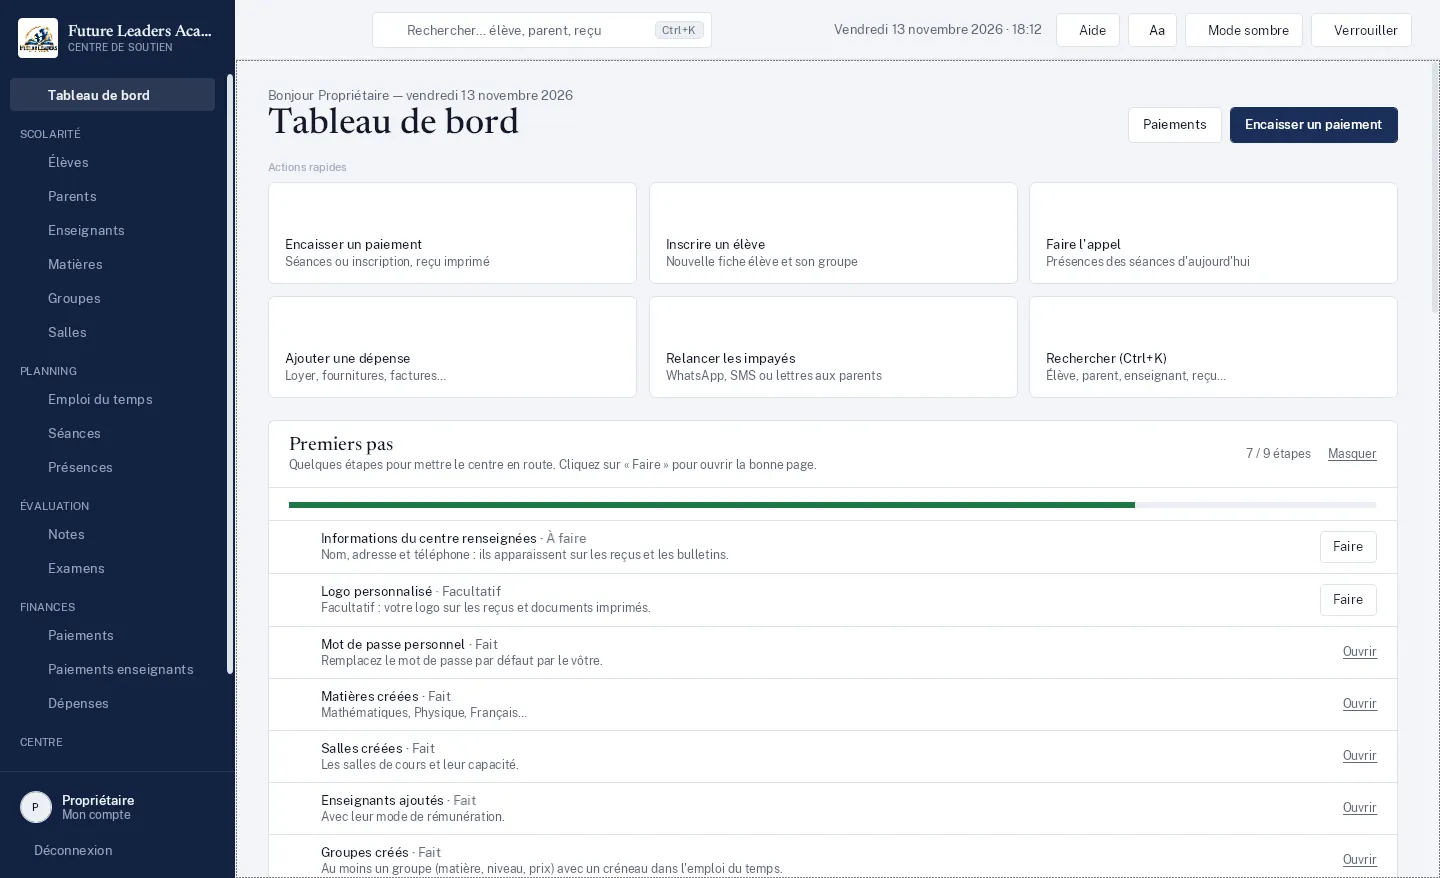 Future Leaders Aca...
CENTRE DE SOUTIEN
Tableau de bord
SCOLARITÉ
Élèves
Parents
Enseignants
Matières
Groupes
Salles
PLANNING
Emploi du temps
Séances
Présences
ÉVALUATION
Notes
Examens
FINANCES
Paiements
Paiements enseignants
Dépenses
CENTRE
P
Propriétaire
Mon compte
Déconnexion
Rechercher... élève, parent, reçu
Ctrl+K
Vendredi 13 novembre 2026 · 18:12
Aide
Aa
Mode sombre
Verrouiller
Bonjour Propriétaire — vendredi 13 novembre 2026
Tableau de bord
Paiements
Encaisser un paiement
Actions rapides
Encaisser un paiement
Séances ou inscription, reçu imprimé
Inscrire un élève
Nouvelle fiche élève et son groupe
Faire l'appel
Présences des séances d'aujourd'hui
Ajouter une dépense
Loyer, fournitures, factures...
Relancer les impayés
WhatsApp, SMS ou lettres aux parents
Rechercher (Ctrl+K)
Élève, parent, enseignant, reçu...
Premiers pas
Quelques étapes pour mettre le centre en route. Cliquez sur « Faire » pour ouvrir la bonne page.
7 / 9 étapes
Masquer
Informations du centre renseignées · À faire
Nom, adresse et téléphone : ils apparaissent sur les reçus et les bulletins.
Faire
Logo personnalisé · Facultatif
Facultatif : votre logo sur les reçus et documents imprimés.
Faire
Mot de passe personnel · Fait
Remplacez le mot de passe par défaut par le vôtre.
Ouvrir
Matières créées · Fait
Mathématiques, Physique, Français...
Ouvrir
Salles créées · Fait
Les salles de cours et leur capacité.
Ouvrir
Enseignants ajoutés · Fait
Avec leur mode de rémunération.
Ouvrir
Groupes créés · Fait
Au moins un groupe (matière, niveau, prix) avec un créneau dans l'emploi du temps.
Ouvrir